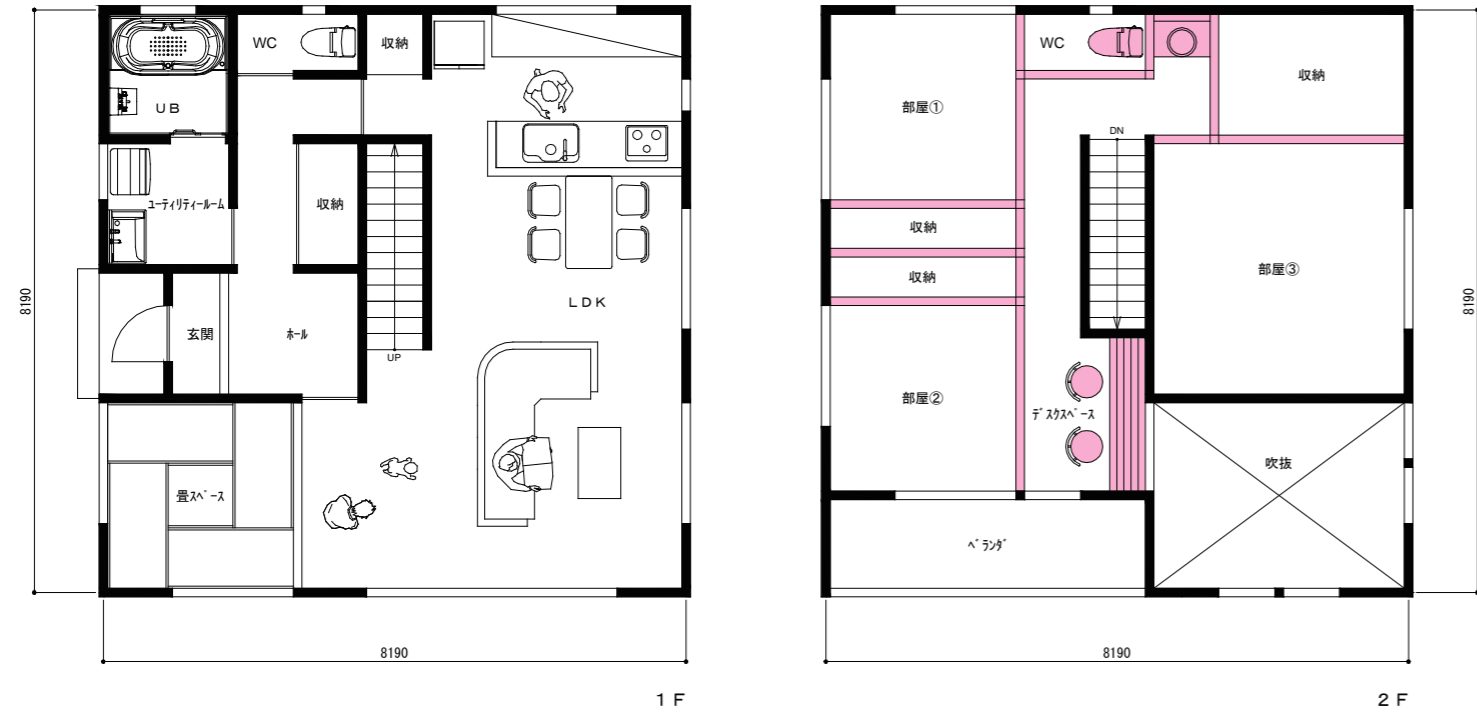 WC
収納
UB
ユーティリティールーム
収納
8190
LDK
玄関
ホール
UP
畳スペース
8190
1F
WC
収納
部屋①
DN
収納
収納
部屋③
8190
部屋②
デスクスペース
吹抜
ベランダ
8190
2F